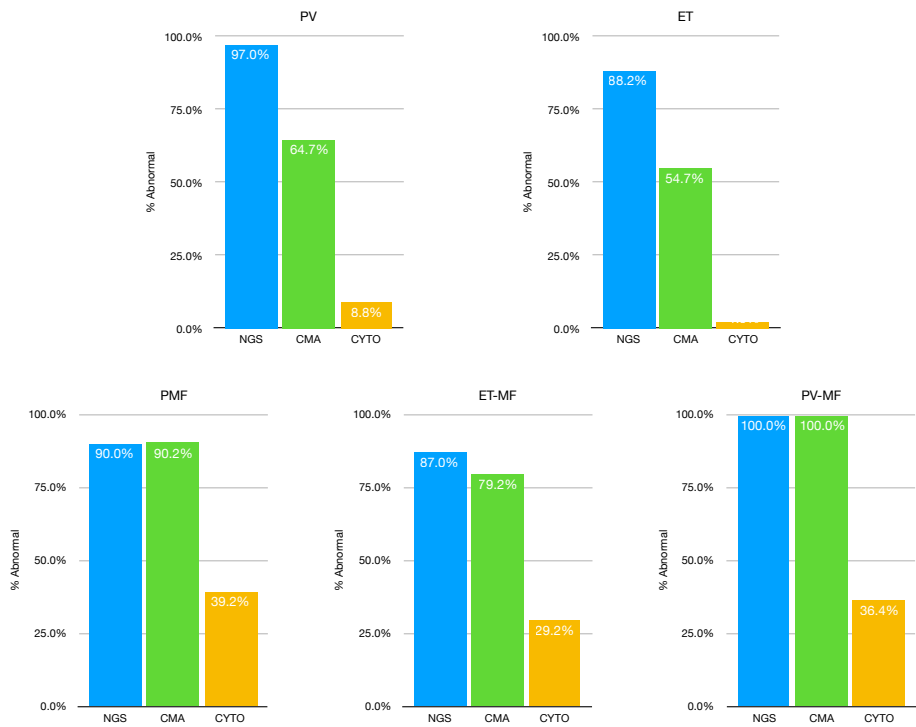 PV
ET
100.0%
75.0%
50.0%
25.0%
0.0%
% Abnormal
97.0%
64.7%
8.8%
NGS
CMA
CYTO
100.0%
75.0%
50.0%
25.0%
0.0%
% Abnormal
88.2%
54.7%
NGS
CMA
CYTO
PMF
100.0%
75.0%
50.0%
25.0%
0.0%
% Abnormal
90.0%
90.2%
39.2%
NGS
CMA
CYTO
ET-MF
100.0%
75.0%
50.0%
25.0%
0.0%
% Abnormal
87.0%
79.2%
29.2%
NGS
CMA
CYTO
PV-MF
100.0%
75.0%
50.0%
25.0%
0.0%
% Abnormal
100.0%
100.0%
36.4%
NGS
CMA
CYTO